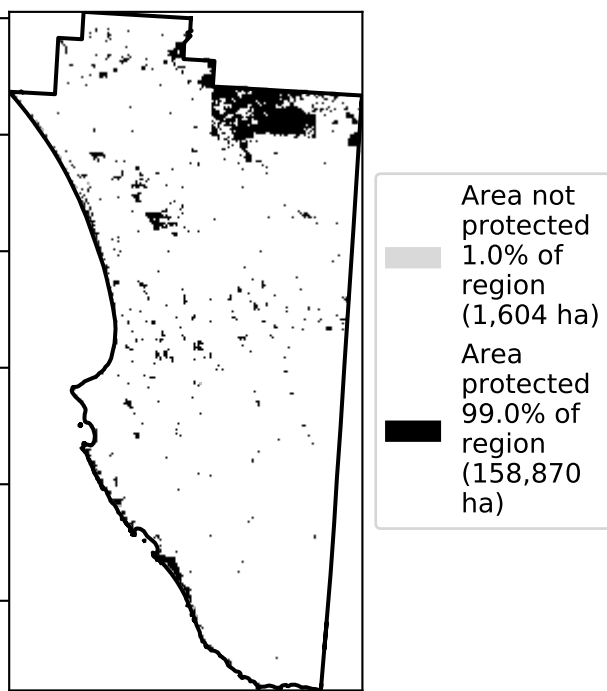 Area not
protected
1.0% of
region
(1,604 ha)
Area
protected
99.0% of
region
(158,870
ha)